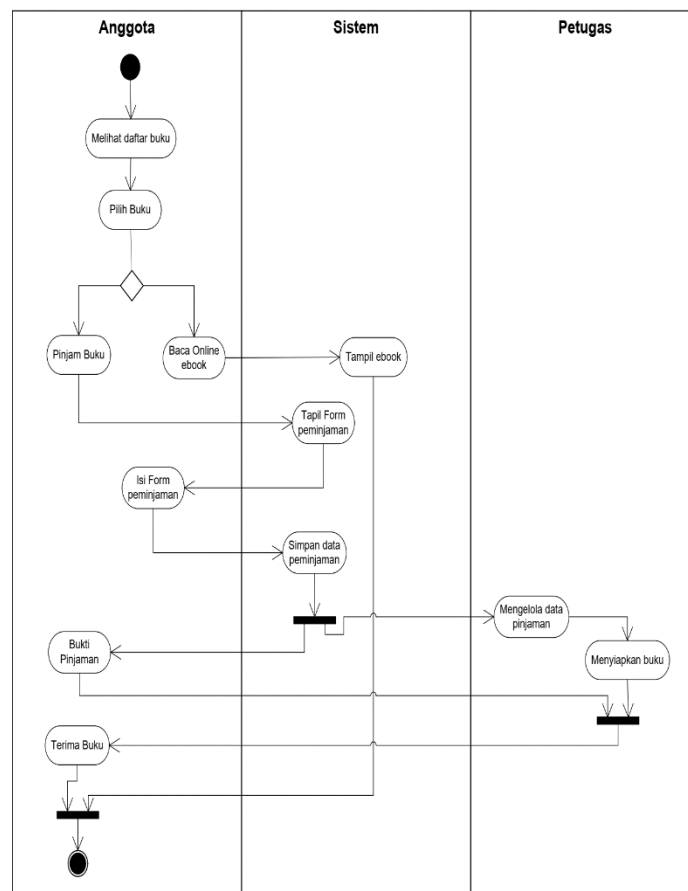 Anggota
Sistem
Petugas
Melihat daftar buku
Pilih Buku
Pinjam Buku
Baca Online
ebook
Tampil ebook
Tapil Form
peminjaman
Isi Form
peminjaman
Simpan data
peminjaman
Mengelola data
pinjaman
Bukti
Pinjaman
Menyiapkan buku
Terima Buku